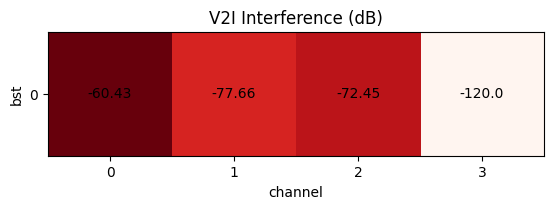 V2I Interference (dB)
bst
0
-60.43 -77.66 -72.45 -120.0
0 1 2 3
channel